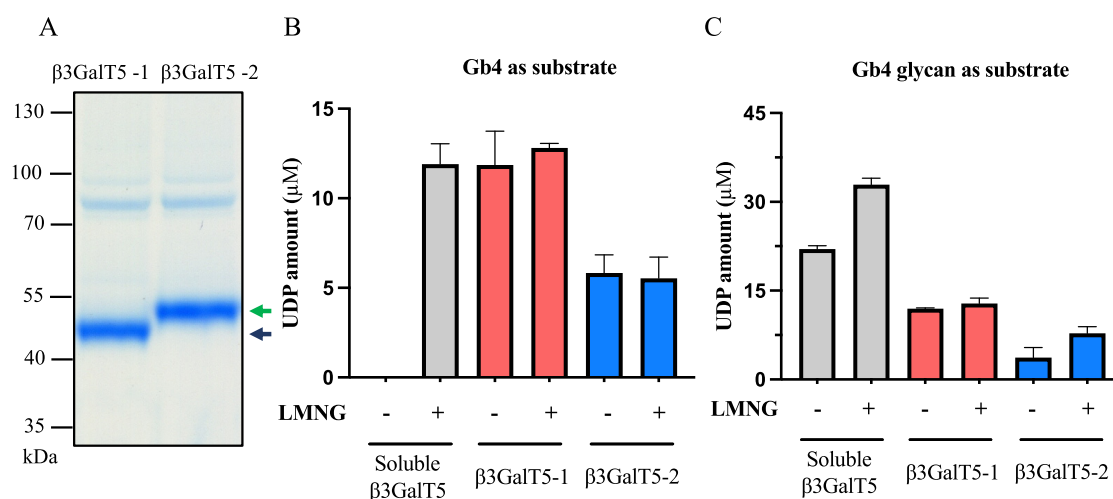 A
β3GalT5 -1 β3GalT5 -2
130
100
70
55
40
35
kDa
B
Gb4 as substrate
UDP amount (μM)
15
10
5
0
LMNG - + - + - +
Soluble
β3GalT5
β3GalT5-1
β3GalT5-2
C
Gb4 glycan as substrate
UDP amount (μM)
45
30
15
0
LMNG - + - + - +
Soluble
β3GalT5
β3GalT5-1
β3GalT5-2